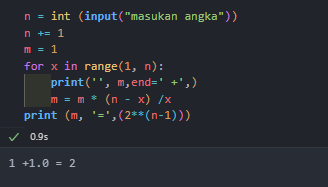 n = int (input("masukan angka"))
n += 1
m = 1
for x in range(1, n):
    print('', m,end=' +',)
    m = m * (n - x) /x
print (m, '=',(2**(n-1)))
0.9s
1 +1.0 = 2